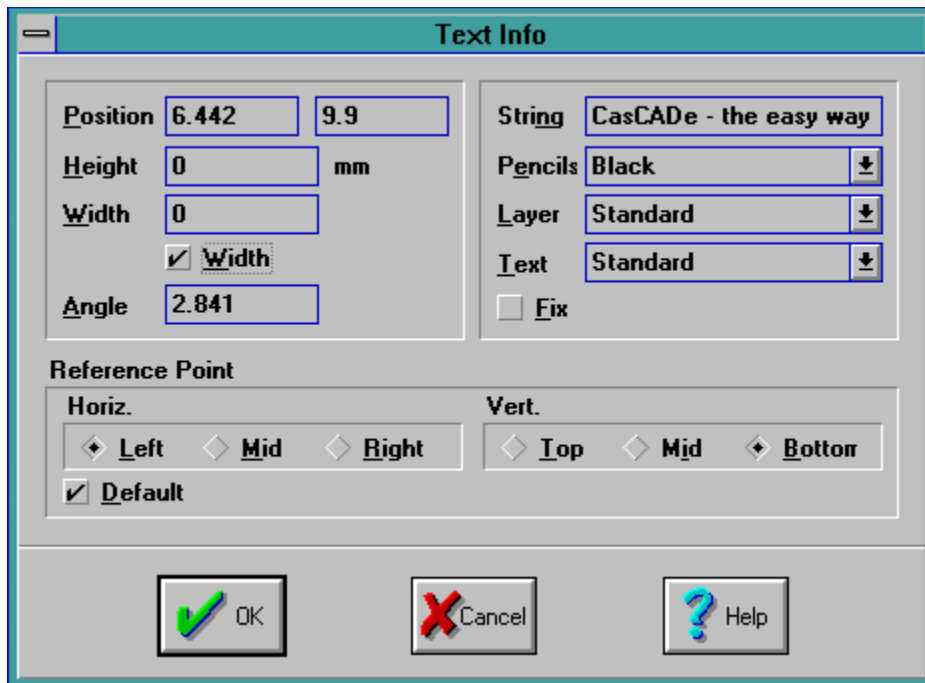 Text Info
Position 6.442 9.9
Height 0 mm
Width 0
Width
Angle 2.841
String CasCADe - the easy way
Pencils Black
Layer Standard
Text Standard
Fix
Reference Point
Horiz.
Left Mid Right
Default
Vert.
Top Mid Bottom
OK Cancel Help